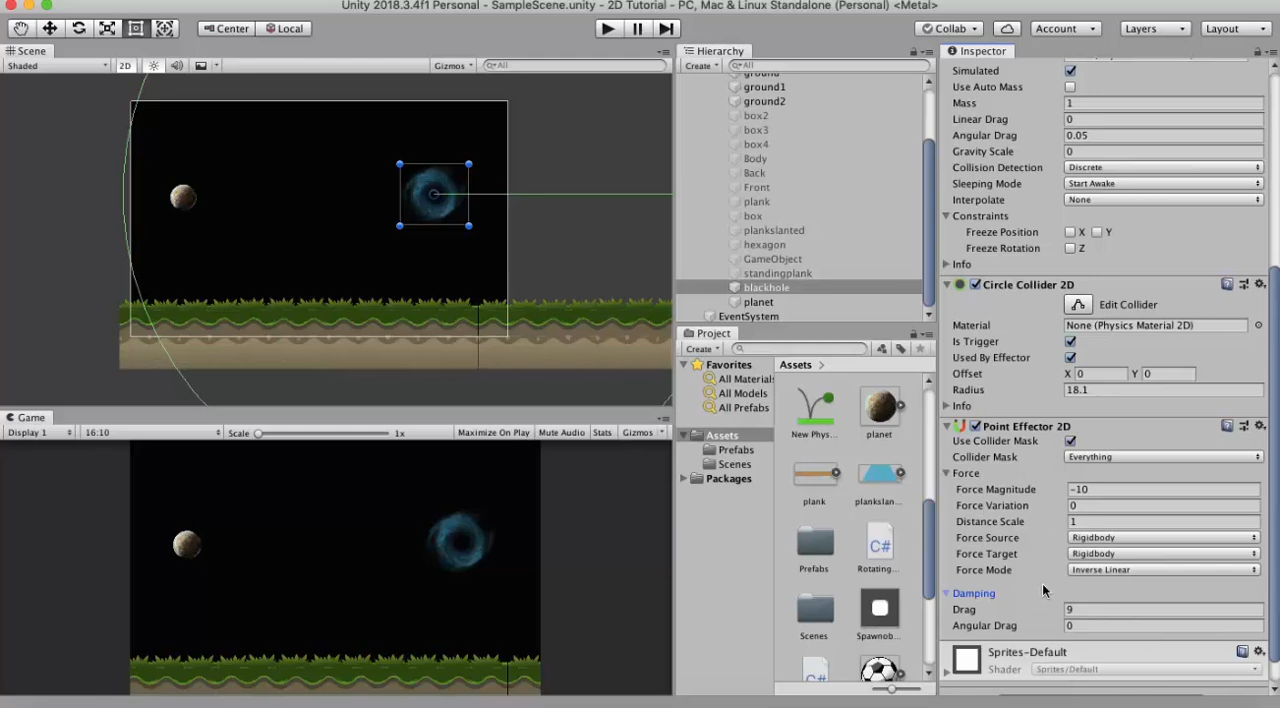 Unity 2018.3.4f1 Personal - SampleScene.unity - 2D Tutorial - PC, Mac & Linux Standalone (Personal) <Metal>
Center Local Collab Account Layers Layout
Scene
Shaded 2D Gizmos All
Hierarchy
Create All
ground
ground1
ground2
box2
box3
box4
Body
Back
Front
plank
box
plankslanted
hexagon
GameObject
standingplank
blackhole
planet
EventSystem
Game
Display 1 16:10 Scale 1x Maximize On Play Mute Audio Stats Gizmos
Project
Create
Favorites
All Materials
All Models
All Prefabs
Assets
Prefabs
Scenes
Packages
Assets
New Phys... planet
plank plankslan...
C#
Prefabs Rotating...
Scenes Spawnob...
C#
Inspector
Simulated
Use Auto Mass
Mass 1
Linear Drag 0
Angular Drag 0.05
Gravity Scale 0
Collision Detection Discrete
Sleeping Mode Start Awake
Interpolate None
Constraints
Freeze Position X Y
Freeze Rotation Z
Info
Circle Collider 2D
Edit Collider
Material None (Physics Material 2D)
Is Trigger
Used By Effector
Offset X 0 Y 0
Radius 18.1
Info
Point Effector 2D
Use Collider Mask
Collider Mask Everything
Force
Force Magnitude -10
Force Variation 0
Distance Scale 1
Force Source Rigidbody
Force Target Rigidbody
Force Mode Inverse Linear
Damping
Drag 9
Angular Drag 0
Sprites-Default
Shader Sprites/Default